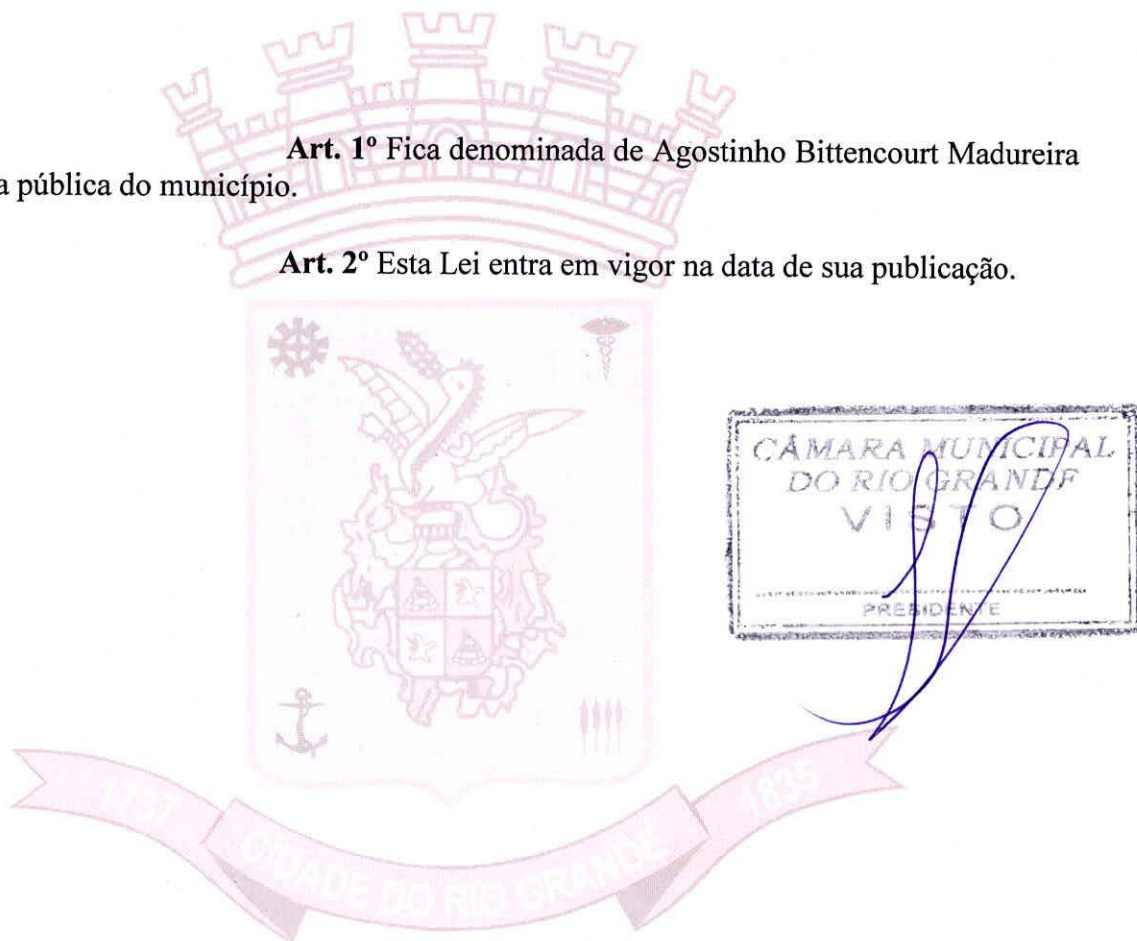 Art. 1º Fica denominada de Agostinho Bittencourt Madureira
a pública do município.
Art. 2º Esta Lei entra em vigor na data de sua publicação.
CÂMARA MUNICIPAL
DO RIO GRANDE
VISTO
PRESIDENTE
1737
CIDADE DO RIO GRANDE
1835